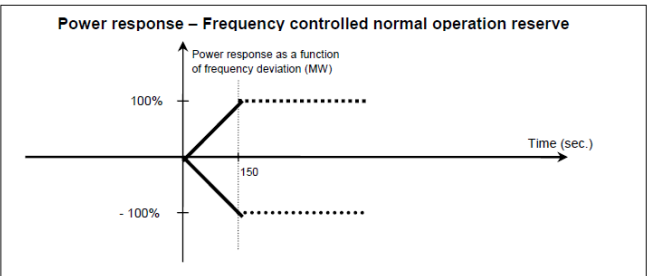 Power response – Frequency controlled normal operation reserve
Power response as a function
of frequency deviation (MW)
100%
Time (sec.)
150
- 100%